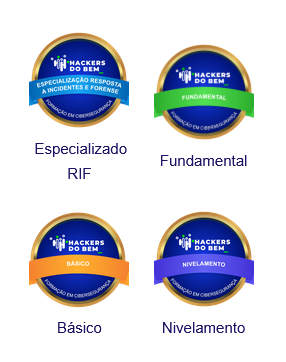 HACKERS
DO BEM
ESPECIALIZAÇÃO RESPOSTA
A INCIDENTES E FORENSE
FORMAÇÃO EM CIBERSEGURANÇA
Especializado
RIF
HACKERS
DO BEM
FUNDAMENTAL
FORMAÇÃO EM CIBERSEGURANÇA
Fundamental
HACKERS
DO BEM
BÁSICO
FORMAÇÃO EM CIBERSEGURANÇA
Básico
HACKERS
DO BEM
NIVELAMENTO
FORMAÇÃO EM CIBERSEGURANÇA
Nivelamento